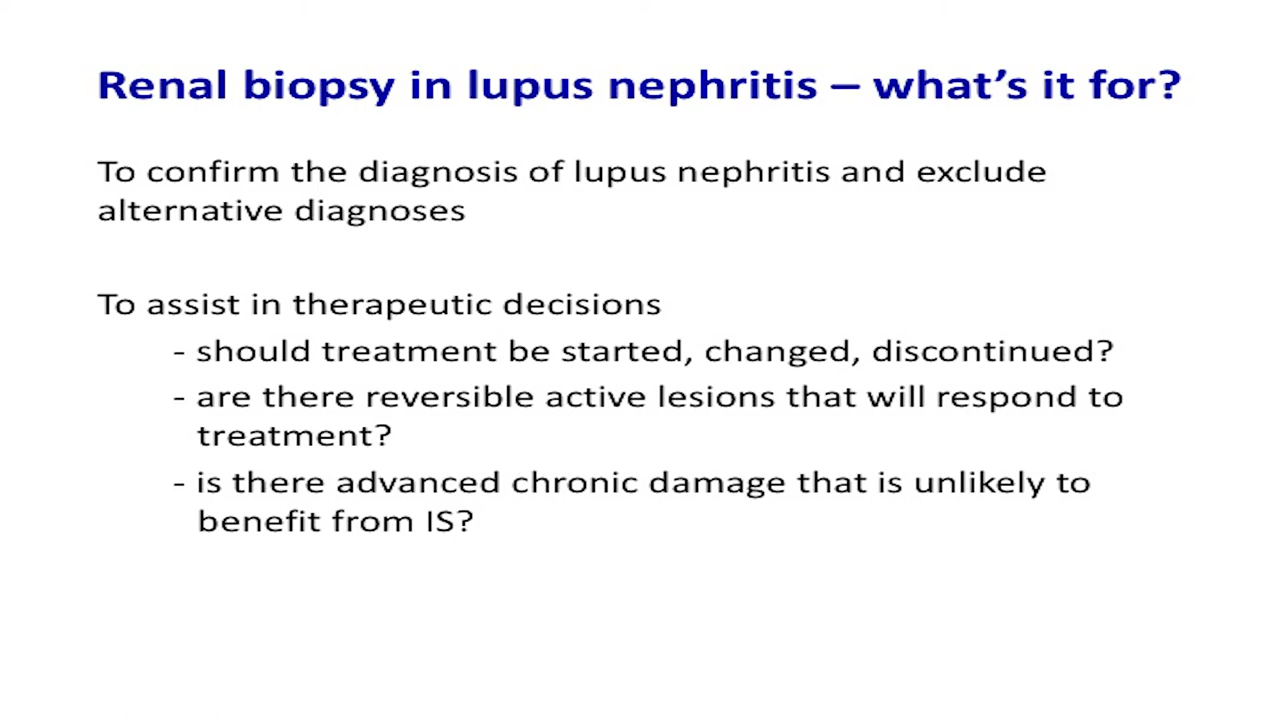 Renal biopsy in lupus nephritis – what’s it for?
To confirm the diagnosis of lupus nephritis and exclude
alternative diagnoses
To assist in therapeutic decisions
- should treatment be started, changed, discontinued?
- are there reversible active lesions that will respond to
treatment?
- is there advanced chronic damage that is unlikely to
benefit from IS?